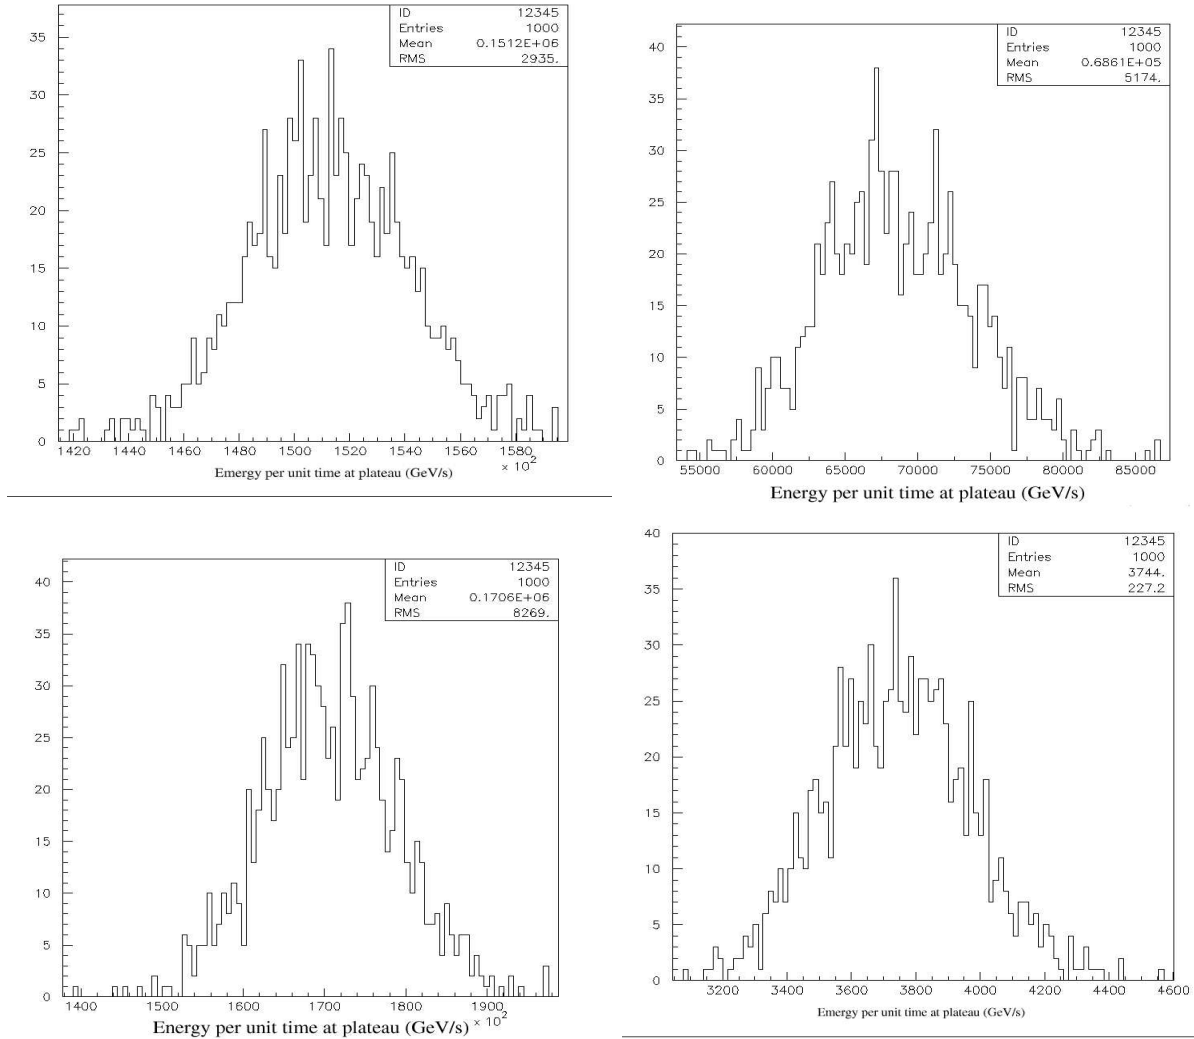 ID 12345
Entries 1000
Mean 0.1512E+06
RMS 2935.
35
30
25
20
15
10
5
0
1420 1440 1460 1480 1500 1520 1540 1560 1580
× 10²
Energy per unit time at plateau (GeV/s)
ID 12345
Entries 1000
Mean 0.6861E+05
RMS 5174.
40
35
30
25
20
15
10
5
0
55000 60000 65000 70000 75000 80000 85000
Energy per unit time at plateau (GeV/s)
ID 12345
Entries 1000
Mean 0.1706E+06
RMS 8269.
40
35
30
25
20
15
10
5
0
1400 1500 1600 1700 1800 1900
× 10²
Energy per unit time at plateau (GeV/s)
ID 12345
Entries 1000
Mean 3744.
RMS 227.2
40
35
30
25
20
15
10
5
0
3200 3400 3600 3800 4000 4200 4400 4600
Energy per unit time at plateau (GeV/s)